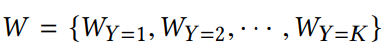 W = {W_{Y=1}, W_{Y=2}, ⋯ , W_{Y=K}}